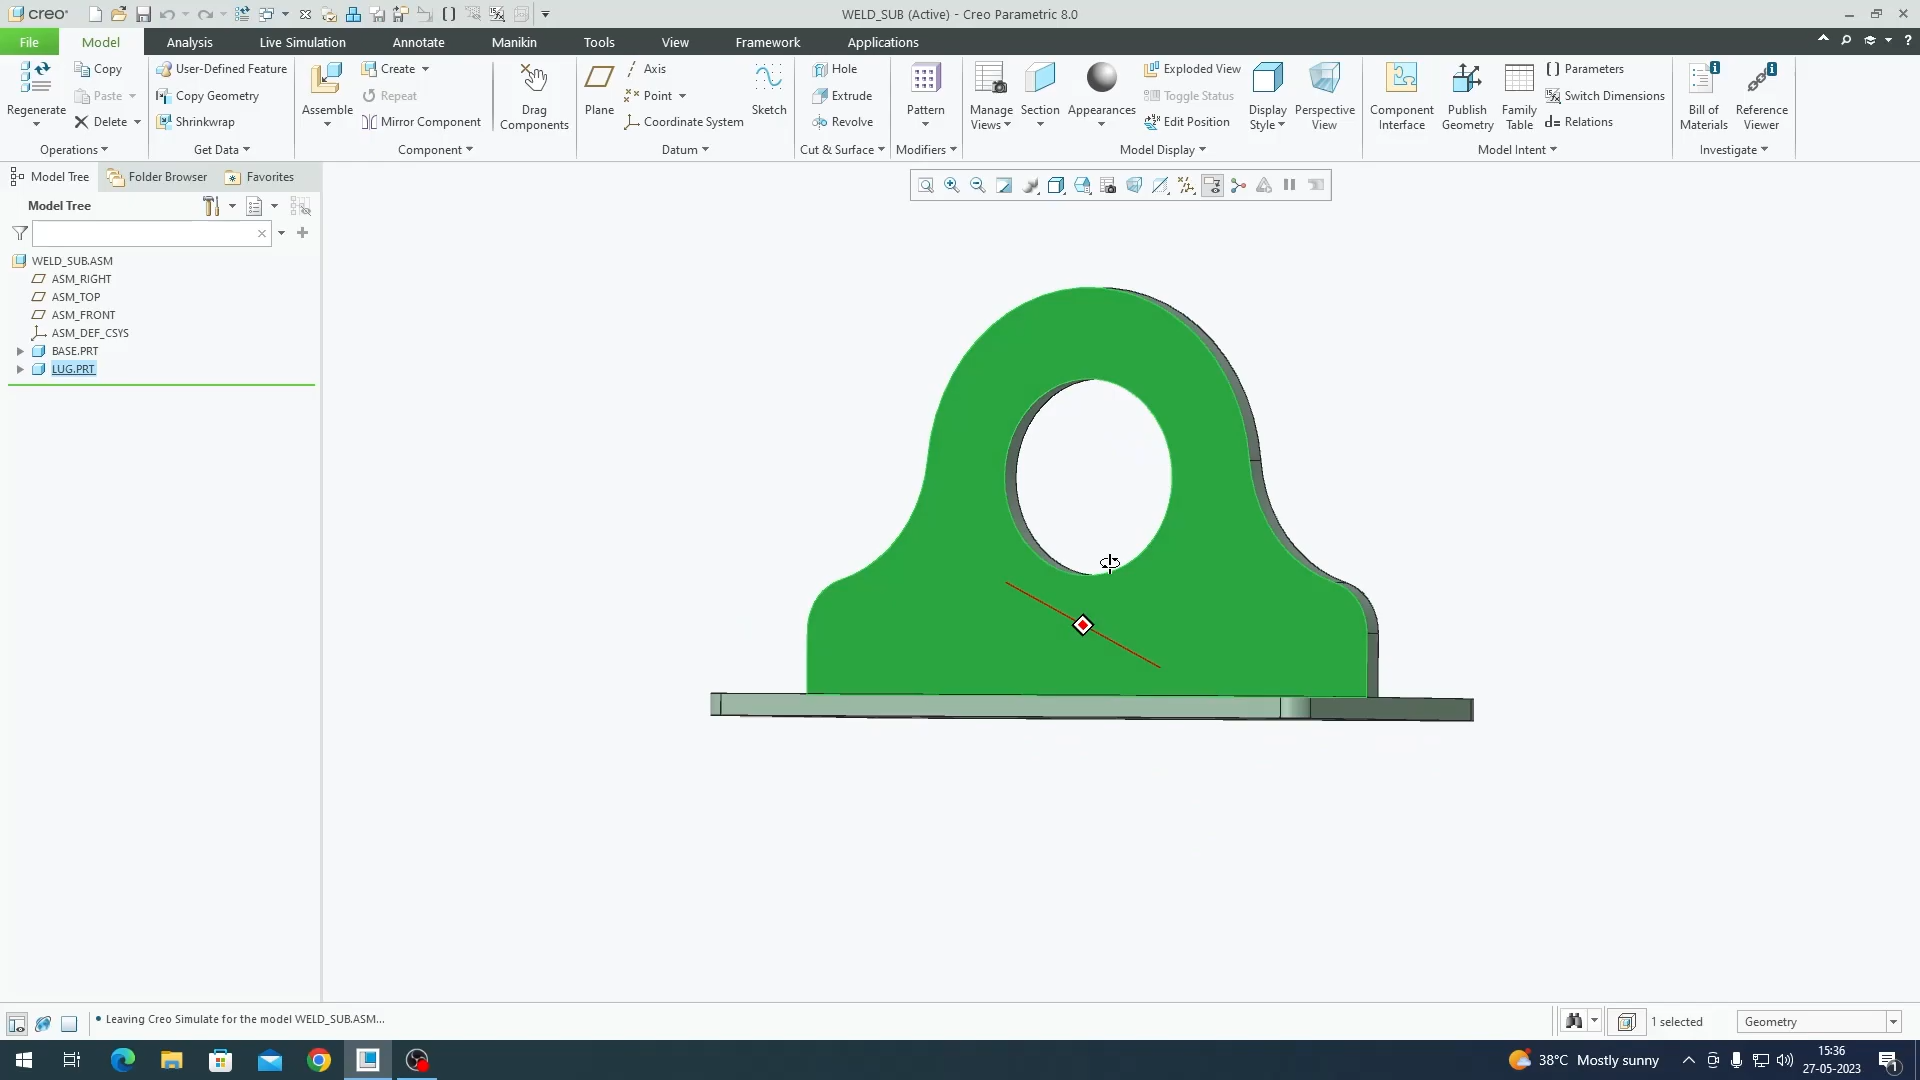 creo
WELD_SUB (Active) - Creo Parametric 8.0
File
Model
Analysis
Live Simulation
Annotate
Manikin
Tools
View
Framework
Applications
Regenerate
Copy
Paste
Delete
Operations
User-Defined Feature
Copy Geometry
Shrinkwrap
Get Data
Assemble
Create
Repeat
Mirror Component
Drag
Components
Component
Plane
Axis
Point
Coordinate System
Sketch
Datum
Hole
Extrude
Revolve
Cut & Surface
Pattern
Modifiers
Manage
Views
Section
Appearances
Exploded View
Toggle Status
Edit Position
Display
Style
Perspective
View
Model Display
Component
Interface
Publish
Geometry
Family
Table
Parameters
Switch Dimensions
Relations
Model Intent
Bill of
Materials
Reference
Viewer
Investigate
Model Tree
Folder Browser
Favorites
Model Tree
WELD_SUB.ASM
ASM_RIGHT
ASM_TOP
ASM_FRONT
ASM_DEF_CSYS
BASE.PRT
LUG.PRT
• Leaving Creo Simulate for the model WELD_SUB.ASM...
1 selected
Geometry
38°C Mostly sunny
15:36
27-05-2023
1